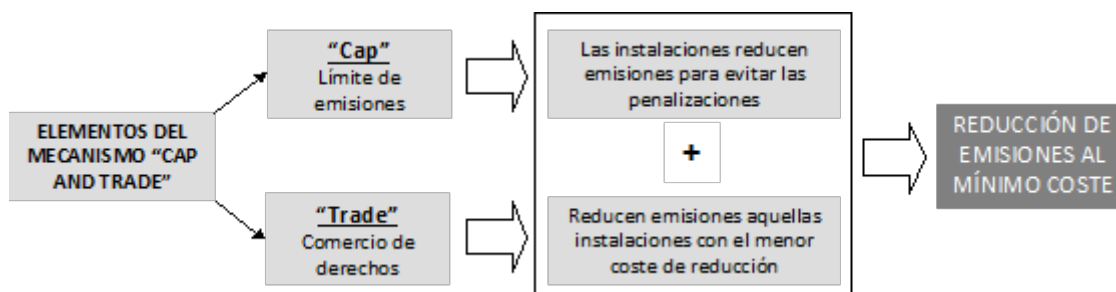 ELEMENTOS DEL
MECANISMO “CAP
AND TRADE”
“Cap”
Límite de
emisiones
“Trade”
Comercio de
derechos
Las instalaciones reducen
emisiones para evitar las
penalizaciones
+
Reducen emisiones aquellas
instalaciones con el menor
coste de reducción
REDUCCIÓN DE
EMISIONES AL
MÍNIMO COSTE